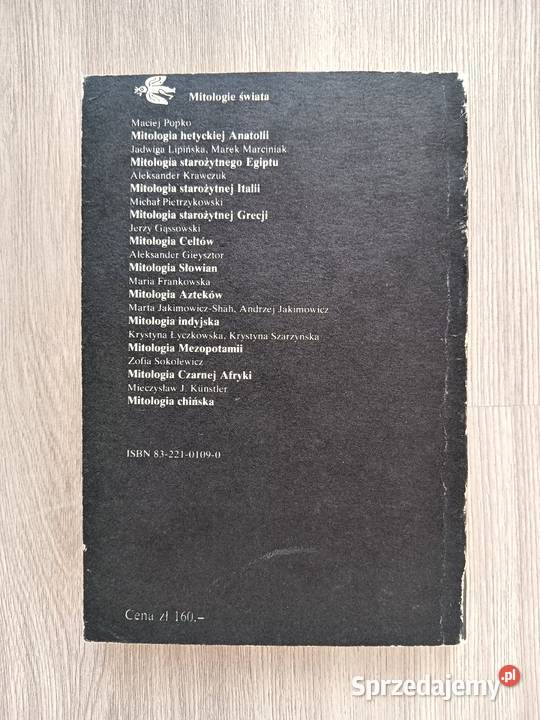 Mitologie świata
Maciej Popko
Mitologia hetyckiej Anatolii
Jadwiga Lipińska, Marek Marciniak
Mitologia starożytnego Egiptu
Aleksander Krawczuk
Mitologia starożytnej Italii
Michał Pietrzykowski
Mitologia starożytnej Grecji
Jerzy Gąssowski
Mitologia Celtów
Aleksander Gieysztor
Mitologia Słowian
Maria Frankowska
Mitologia Azteków
Marta Jakimowicz-Shah, Andrzej Jakimowicz
Mitologia indyjska
Krystyna Łyczkowska, Krystyna Szarzyńska
Mitologia Mezopotamii
Zofia Sokolewicz
Mitologia Czarnej Afryki
Mieczysław J. Künstler
Mitologia chińska
ISBN 83-221-0109-0
Cena zł 160,–
Sprzedajemy.pl